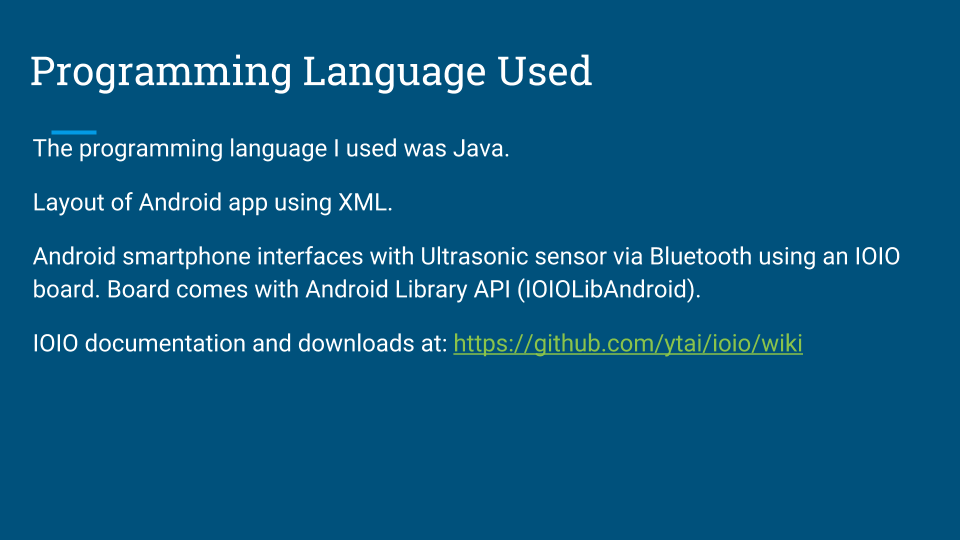 Programming Language Used
The programming language I used was Java.
Layout of Android app using XML.
Android smartphone interfaces with Ultrasonic sensor via Bluetooth using an IOIO
board. Board comes with Android Library API (IOIOLibAndroid).
IOIO documentation and downloads at: https://github.com/ytai/ioio/wiki